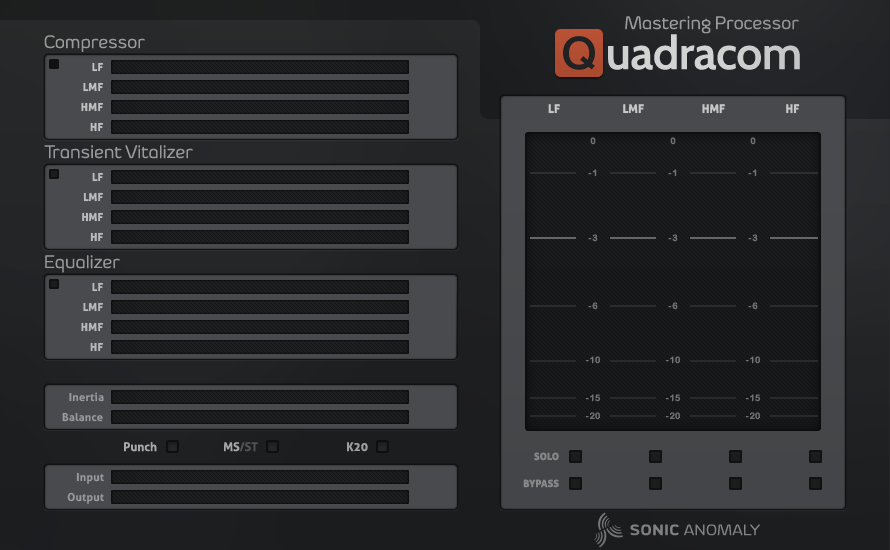 Compressor
LF
LMF
HMF
HF
Transient Vitalizer
LF
LMF
HMF
HF
Equalizer
LF
LMF
HMF
HF
Inertia
Balance
Punch MS/ST K20
Input
Output
Mastering Processor
Quadracom
LF LMF HMF HF
0 0 0
-1 -1 -1
-3 -3 -3
-6 -6 -6
-10 -10 -10
-15 -15 -15
-20 -20 -20
SOLO
BYPASS
SONIC ANOMALY